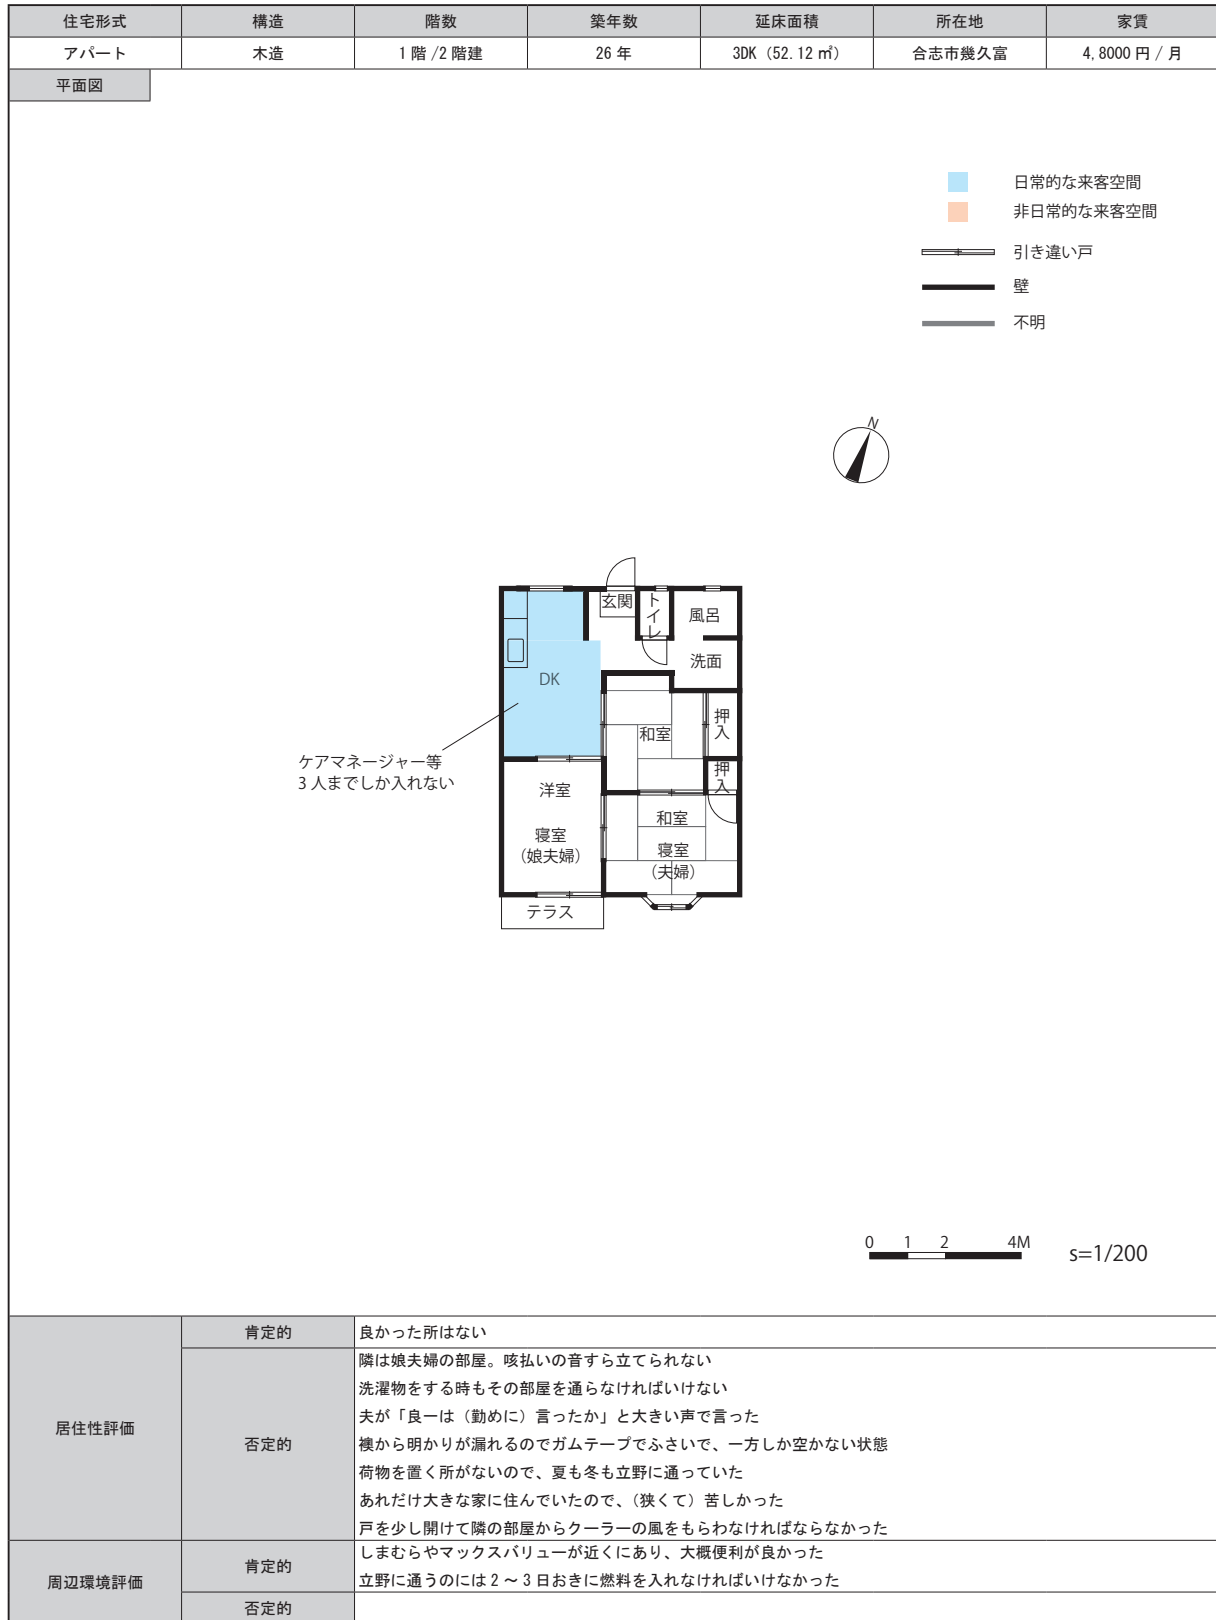 住宅形式 構造 階数 築年数 延床面積 所在地 家賃
アパート 木造 1階/2階建 26年 3DK（52.12㎡） 合志市幾久富 4,8000円/月
平面図
日常的な来客空間
非日常的な来客空間
引き違い戸
壁
不明
N
玄関
トイレ
風呂
洗面
DK
和室
押入
ケアマネージャー等
3人までしか入れない
押入
洋室
寝室
（娘夫婦）
和室
寝室
（夫婦）
テラス
0 1 2 4M s=1/200
居住性評価
肯定的
良かった所はない
否定的
隣は娘夫婦の部屋。咳払いの音すら立てられない
洗濯物をする時もその部屋を通らなければいけない
夫が「良一は（勤めに）言ったか」と大きい声で言った
襖から明かりが漏れるのでガムテープでふさいで、一方しか空かない状態
荷物を置く所がないので、夏も冬も立野に通っていた
あれだけ大きな家に住んでいたので、（狭くて）苦しかった
戸を少し開けて隣の部屋からクーラーの風をもらわなければならなかった
周辺環境評価
肯定的
しまむらやマックスバリューが近くにあり、大概便利が良かった
立野に通うのには2～3日おきに燃料を入れなければいけなかった
否定的